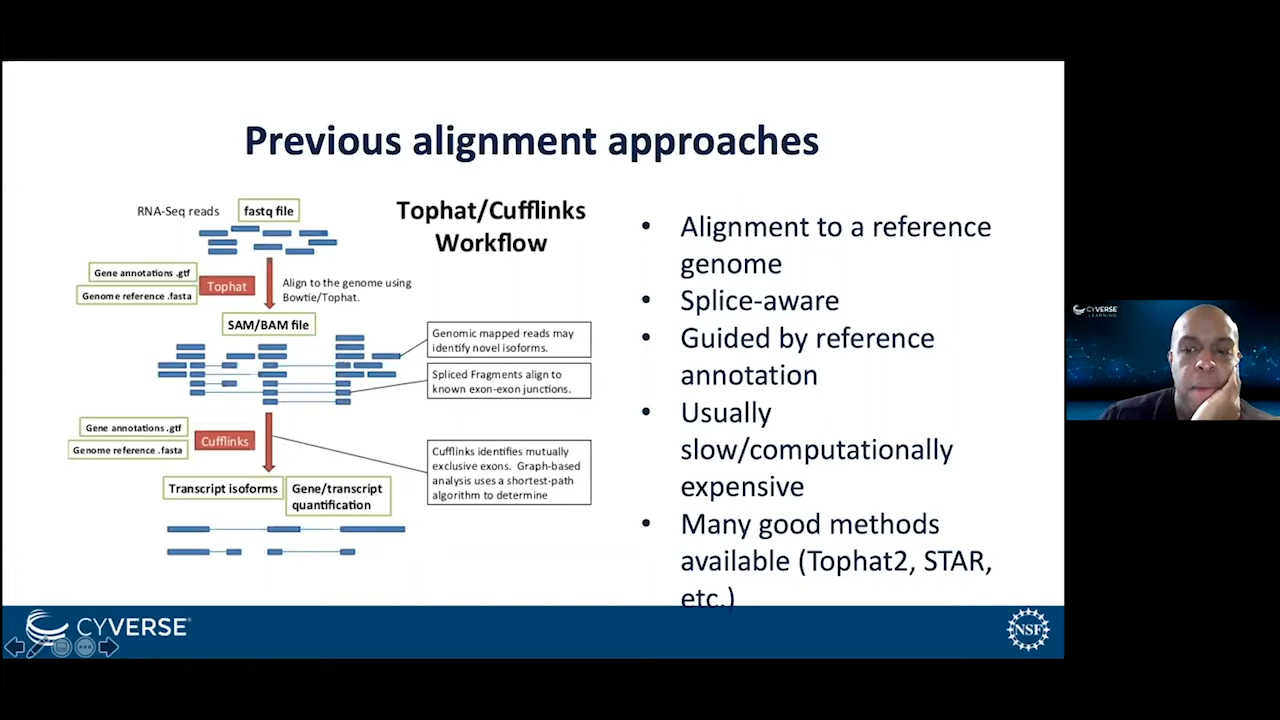 Previous alignment approaches
RNA-Seq reads
fastq file
Gene annotations .gtf
Genome reference .fasta
Tophat
Align to the genome using
Bowtie/Tophat.
SAM/BAM file
Genomic mapped reads may
identify novel isoforms.
Spliced Fragments align to
known exon-exon junctions.
Gene annotations .gtf
Genome reference .fasta
Cufflinks
Cufflinks identifies mutually
exclusive exons. Graph-based
analysis uses a shortest-path
algorithm to determine
Transcript isoforms
Gene/transcript
quantification
Tophat/Cufflinks
Workflow
• Alignment to a reference
genome
• Splice-aware
• Guided by reference
annotation
• Usually
slow/computationally
expensive
• Many good methods
available (Tophat2, STAR,
etc.)
CYVERSE®
NSF
CYVERSE
LEARNING